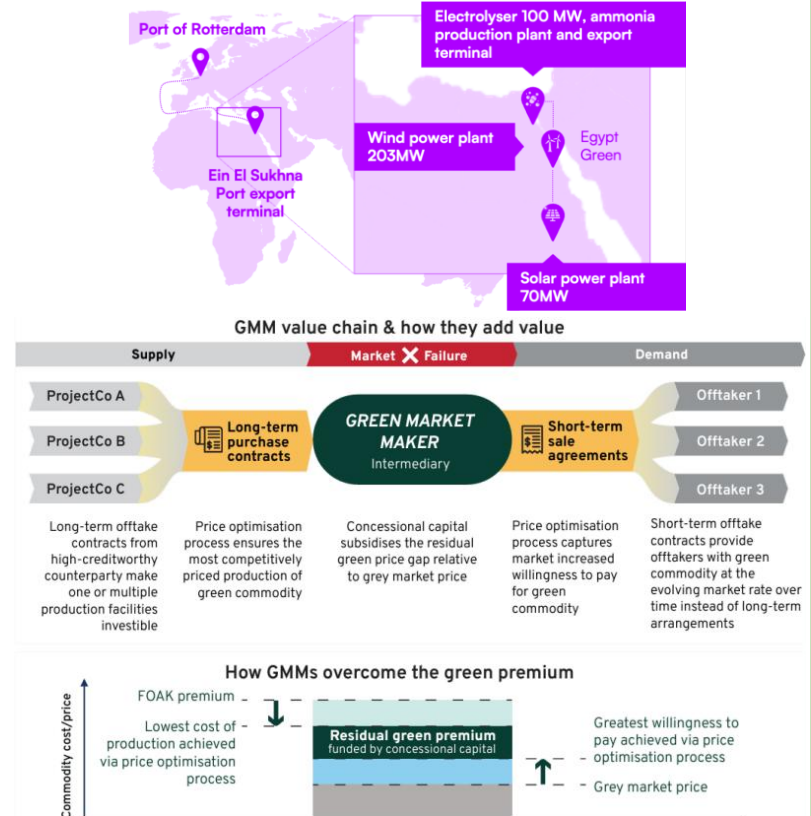 Port of Rotterdam
Electrolyser 100 MW, ammonia
production plant and export
terminal
Wind power plant
203MW
Egypt
Green
Ein El Sukhna
Port export
terminal
Solar power plant
70MW
GMM value chain & how they add value
Supply
Market Failure
Demand
ProjectCo A
ProjectCo B
ProjectCo C
Long-term
purchase
contracts
GREEN MARKET
MAKER
Intermediary
Short-term
sale
agreements
Offtaker 1
Offtaker 2
Offtaker 3
Long-term offtake
contracts from
high-creditworthy
counterparty make
one or multiple
production facilities
investible
Price optimisation
process ensures the
most competitively
priced production of
green commodity
Concessional capital
subsidises the residual
green price gap relative
to grey market price
Price optimisation
process captures
market increased
willingness to pay
for green
commodity
Short-term offtake
contracts provide
offtakers with green
commodity at the
evolving market rate over
time instead of long-term
arrangements
How GMMs overcome the green premium
Commodity cost/price
FOAK premium
Lowest cost of
production achieved
via price optimisation
process
Residual green premium
funded by concessional capital
Greatest willingness to
pay achieved via price
optimisation process
Grey market price